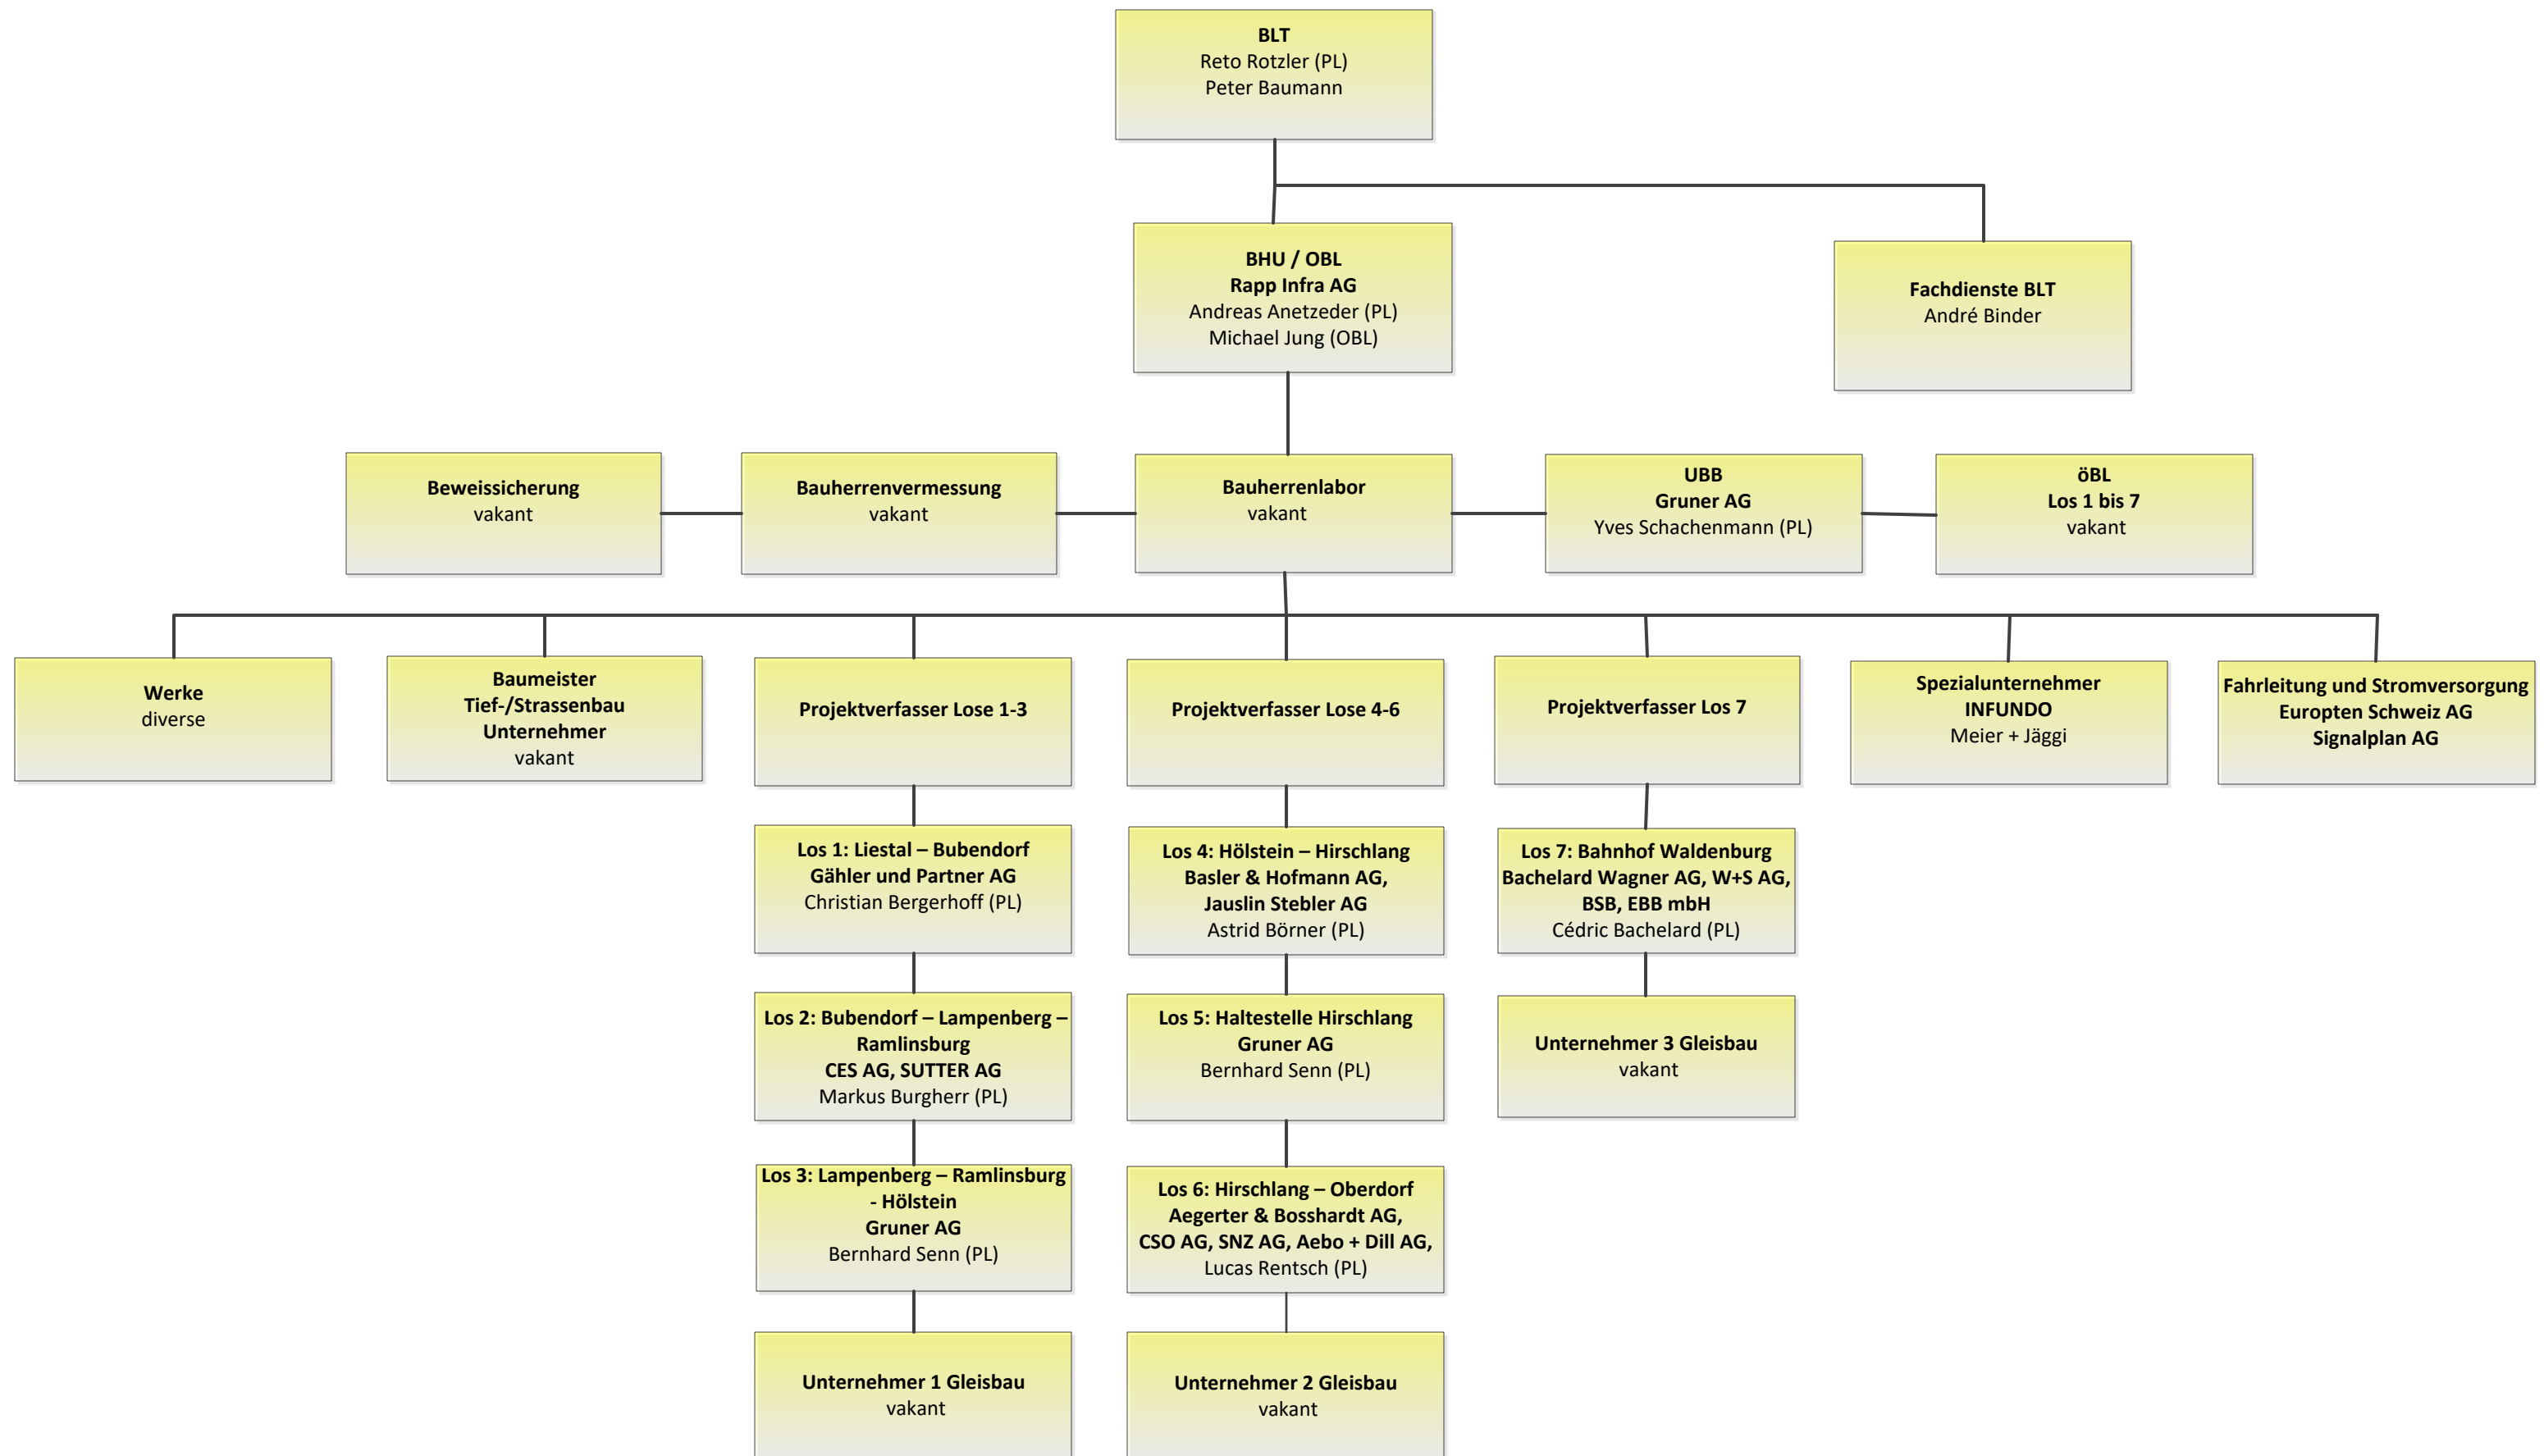 BLT
Reto Rotzler (PL)
Peter Baumann
BHU / OBL
Rapp Infra AG
Andreas Anetzeder (PL)
Michael Jung (OBL)
Fachdienste BLT
André Binder
Beweissicherung
vakant
Bauherrenvermessung
vakant
Bauherrenlabor
vakant
UBB
Gruner AG
Yves Schachenmann (PL)
öBL
Los 1 bis 7
vakant
Werke
diverse
Baumeister
Tief-/Strassenbau
Unternehmer
vakant
Projektverfasser Lose 1-3
Projektverfasser Lose 4-6
Projektverfasser Los 7
Spezialunternehmer
INFUNDO
Meier + Jäggi
Fahrleitung und Stromversorgung
Europten Schweiz AG
Signalplan AG
Los 1: Liestal – Bubendorf
Gähler und Partner AG
Christian Bergerhoff (PL)
Los 4: Hölstein – Hirschlang
Basler & Hofmann AG,
Jauslin Stebler AG
Astrid Börner (PL)
Los 7: Bahnhof Waldenburg
Bachelard Wagner AG, W+S AG,
BSB, EBB mbH
Cédric Bachelard (PL)
Los 2: Bubendorf – Lampenberg –
Ramlinsburg
CES AG, SUTTER AG
Markus Burgherr (PL)
Los 5: Haltestelle Hirschlang
Gruner AG
Bernhard Senn (PL)
Unternehmer 3 Gleisbau
vakant
Los 3: Lampenberg – Ramlinsburg
- Hölstein
Gruner AG
Bernhard Senn (PL)
Los 6: Hirschlang – Oberdorf
Aegerter & Bosshardt AG,
CSO AG, SNZ AG, Aebo + Dill AG,
Lucas Rentsch (PL)
Unternehmer 1 Gleisbau
vakant
Unternehmer 2 Gleisbau
vakant